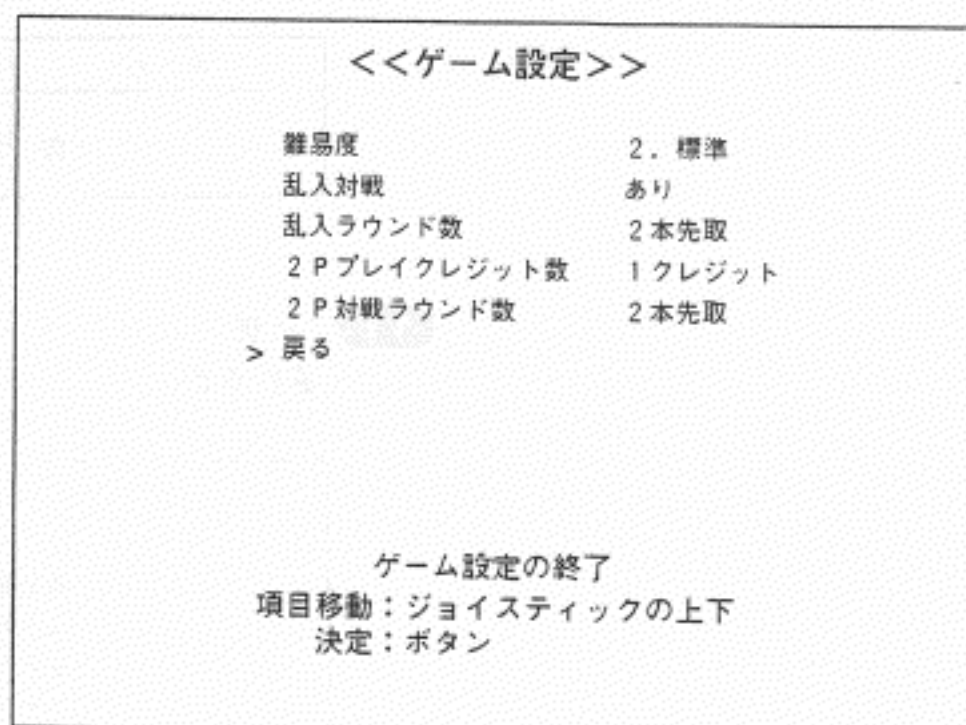 <<ゲーム設定>>
難易度 2. 標準
乱入対戦 あり
乱入ラウンド数 2本先取
2Pプレイクレジット数 1クレジット
2P対戦ラウンド数 2本先取
> 戻る
ゲーム設定の終了
項目移動:ジョイスティックの上下
決定:ボタン